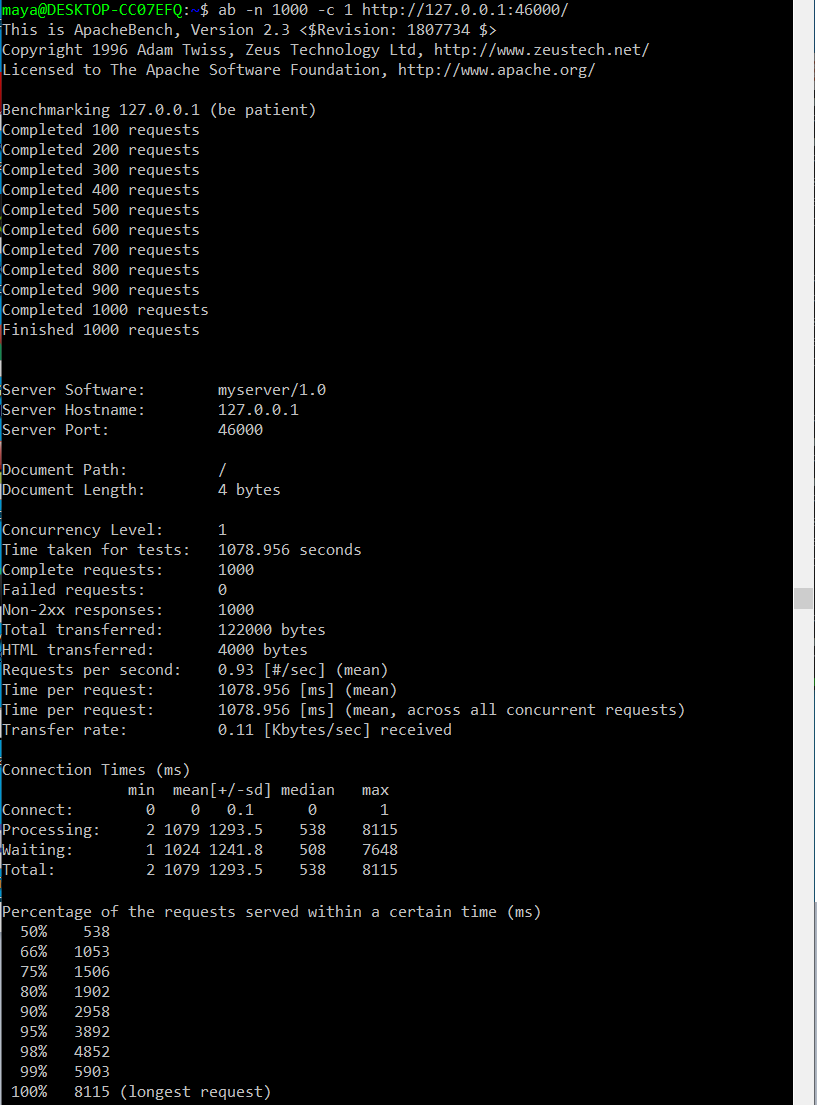 maya@DESKTOP-CC07EFQ:~$ ab -n 1000 -c 1 http://127.0.0.1:46000/
This is ApacheBench, Version 2.3 <$Revision: 1807734 $>
Copyright 1996 Adam Twiss, Zeus Technology Ltd, http://www.zeustech.net/
Licensed to The Apache Software Foundation, http://www.apache.org/

Benchmarking 127.0.0.1 (be patient)
Completed 100 requests
Completed 200 requests
Completed 300 requests
Completed 400 requests
Completed 500 requests
Completed 600 requests
Completed 700 requests
Completed 800 requests
Completed 900 requests
Completed 1000 requests
Finished 1000 requests


Server Software:        myserver/1.0
Server Hostname:        127.0.0.1
Server Port:            46000

Document Path:          /
Document Length:        4 bytes

Concurrency Level:      1
Time taken for tests:   1078.956 seconds
Complete requests:      1000
Failed requests:        0
Non-2xx responses:      1000
Total transferred:      122000 bytes
HTML transferred:       4000 bytes
Requests per second:    0.93 [#/sec] (mean)
Time per request:       1078.956 [ms] (mean)
Time per request:       1078.956 [ms] (mean, across all concurrent requests)
Transfer rate:          0.11 [Kbytes/sec] received

Connection Times (ms)
              min  mean[+/-sd] median   max
Connect:        0    0   0.1      0       1
Processing:     2 1079 1293.5    538    8115
Waiting:        1 1024 1241.8    508    7648
Total:          2 1079 1293.5    538    8115

Percentage of the requests served within a certain time (ms)
  50%    538
  66%   1053
  75%   1506
  80%   1902
  90%   2958
  95%   3892
  98%   4852
  99%   5903
 100%   8115 (longest request)